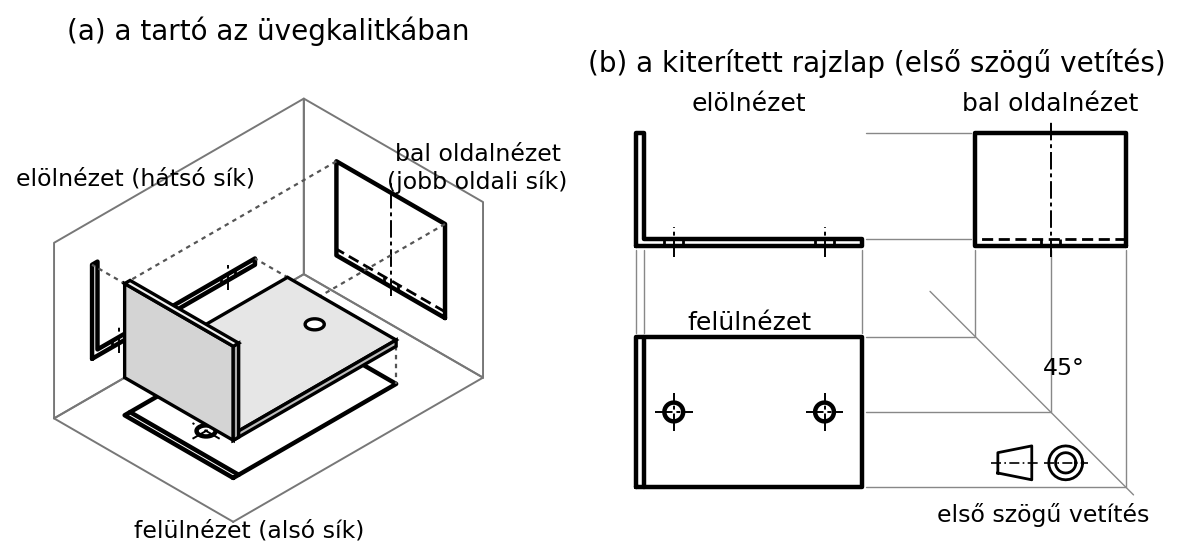 (a) a tartó az üvegkalitkában
elölnézet (hátsó sík)
bal oldalnézet
(jobb oldali sík)
felülnézet (alsó sík)
(b) a kiterített rajzlap (első szögű vetítés)
elölnézet
bal oldalnézet
felülnézet
45°
első szögű vetítés